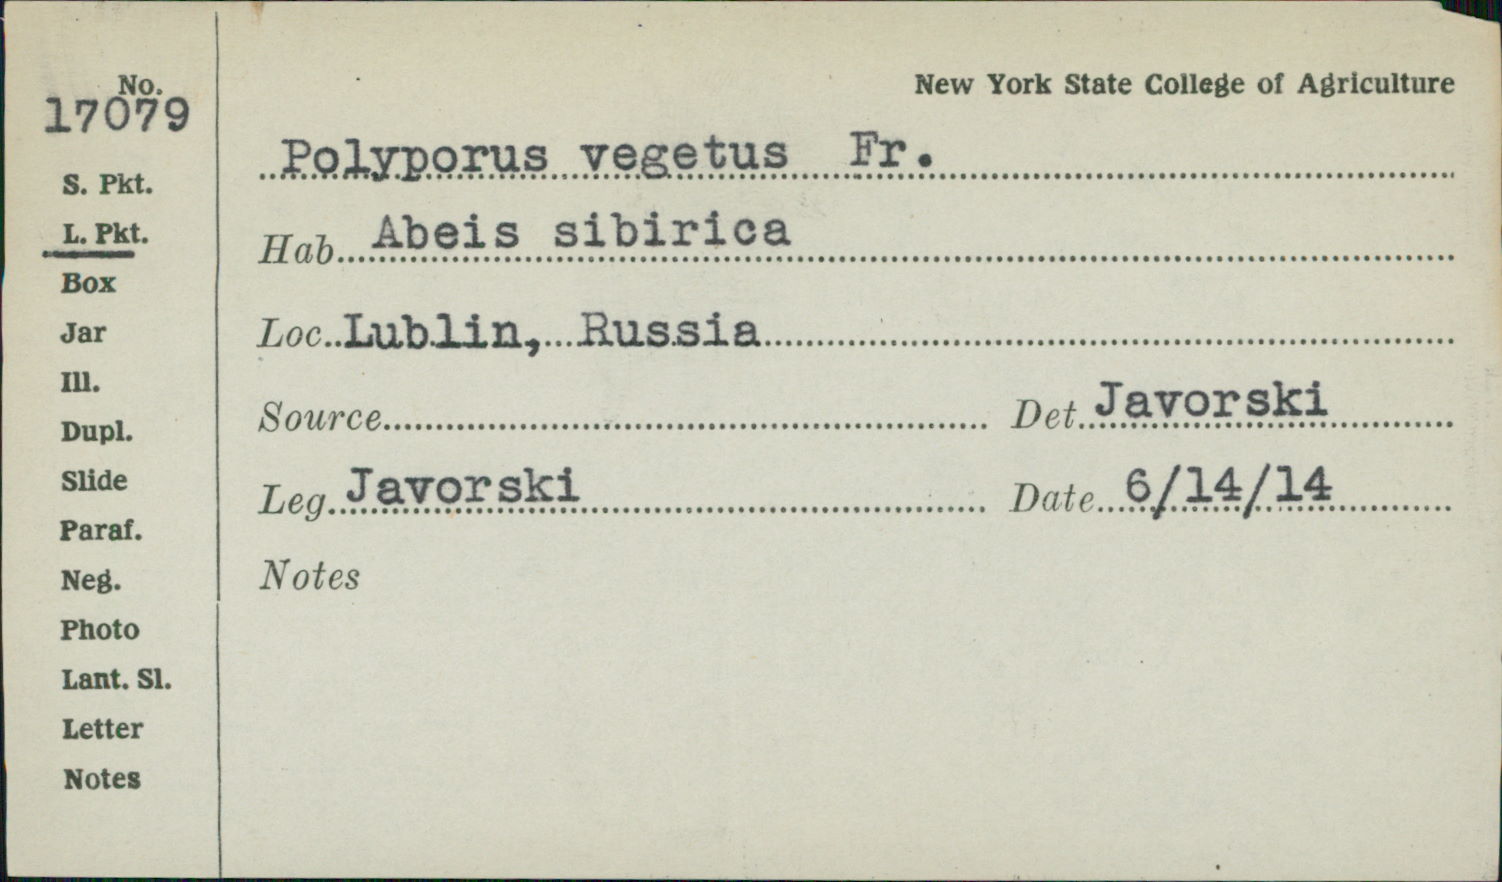 No.
17079
S. Pkt.
L. Pkt.
Box
Jar
Ill.
Dupl.
Slide
Paraf.
Neg.
Photo
Lant. Sl.
Letter
Notes
New York State College of Agriculture
Polyporus vegetus Fr.
Hab. Abeis sibirica
Loc. Lublin, Russia
Source Det. Javorski
Leg. Javorski Date 6/14/14
Notes